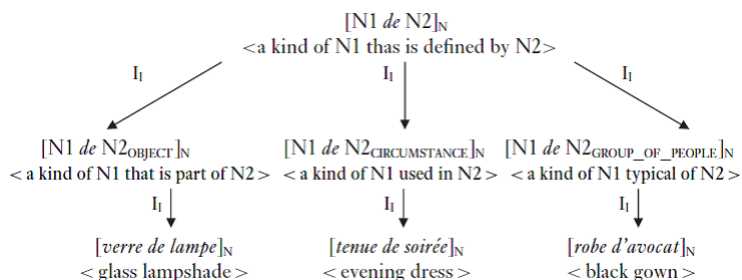 [N1 de N2]N
<a kind of N1 thas is defined by N2>
II II II
[N1 de N2OBJECT]N [N1 de N2CIRCUMSTANCE]N [N1 de N2GROUP_OF_PEOPLE]N
< a kind of N1 that is part of N2 > < a kind of N1 used in N2 > < a kind of N1 typical of N2 >
II II II
[verre de lampe]N [tenue de soirée]N [robe d'avocat]N
< glass lampshade > < evening dress > < black gown >